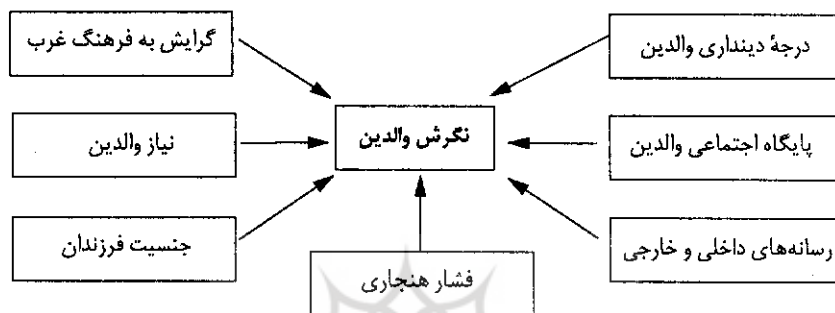 درجهٔ دینداری والدین
گرایش به فرهنگ غرب
نگرش والدین
پایگاه اجتماعی والدین
نیاز والدین
رسانه‌های داخلی و خارجی
جنسیت فرزندان
فشار هنجاری